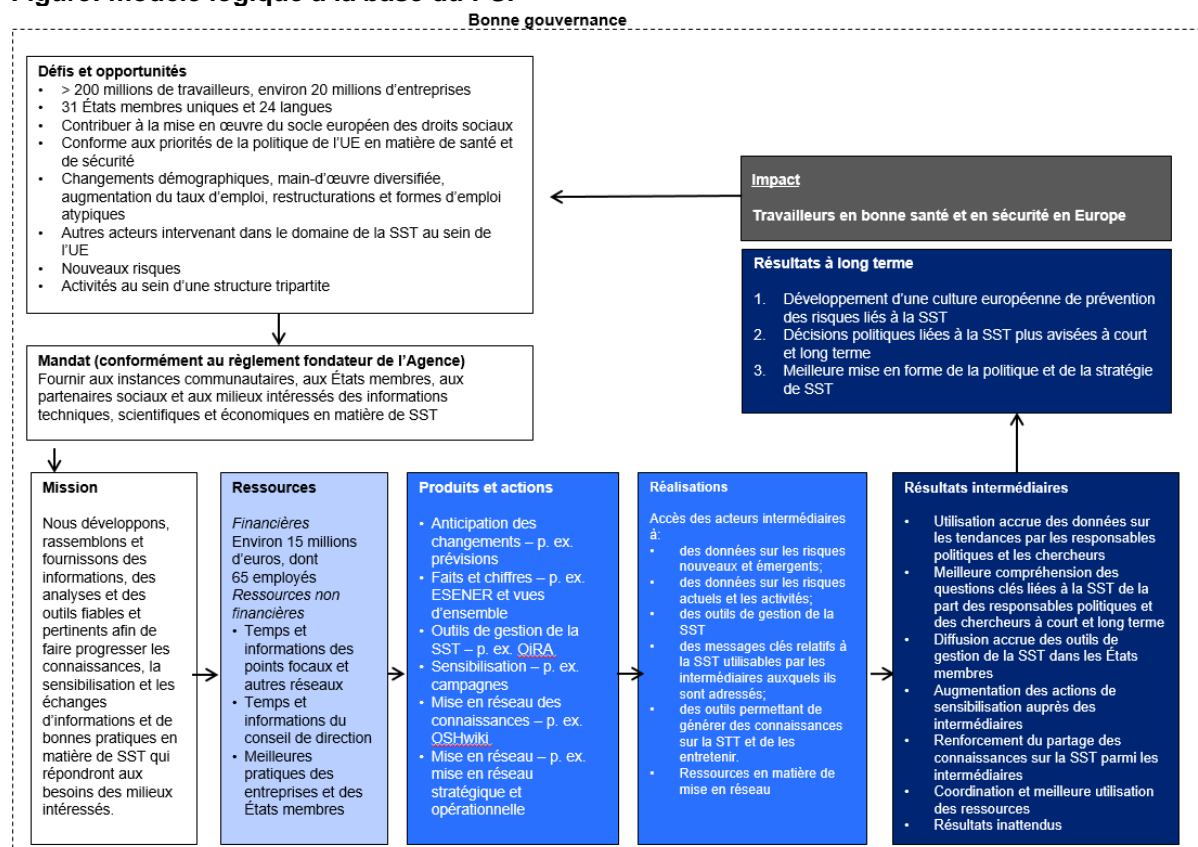 Bonne gouvernance
Défis et opportunités
• > 200 millions de travailleurs, environ 20 millions d'entreprises
• 31 États membres uniques et 24 langues
• Contribuer à la mise en œuvre du socle européen des droits sociaux
• Conforme aux priorités de la politique de l'UE en matière de santé et
de sécurité
• Changements démographiques, main-d'œuvre diversifiée,
augmentation du taux d'emploi, restructurations et formes d'emploi
atypiques
• Autres acteurs intervenant dans le domaine de la SST au sein de
l'UE
• Nouveaux risques
• Activités au sein d'une structure tripartite
Mandat (conformément au règlement fondateur de l'Agence)
Fournir aux instances communautaires, aux États membres, aux
partenaires sociaux et aux milieux intéressés des informations
techniques, scientifiques et économiques en matière de SST
Impact
Travailleurs en bonne santé et en sécurité en Europe
Résultats à long terme
1. Développement d'une culture européenne de prévention
des risques liés à la SST
2. Décisions politiques liées à la SST plus avisées à court
et long terme
3. Meilleure mise en forme de la politique et de la stratégie
de SST
Mission
Nous développons,
rassemblons et
fournissons des
informations, des
analyses et des
outils fiables et
pertinents afin de
faire progresser les
connaissances, la
sensibilisation et les
échanges
d'informations et de
bonnes pratiques en
matière de SST qui
répondront aux
besoins des milieux
intéressés.
Ressources
Financières
Environ 15 millions
d'euros, dont
65 employés
Ressources non
financières
• Temps et
informations des
points focaux et
autres réseaux
• Temps et
informations du
conseil de direction
• Meilleures
pratiques des
entreprises et des
États membres
Produits et actions
• Anticipation des
changements – p. ex.
prévisions
• Faits et chiffres – p. ex.
ESENER et vues
d'ensemble
• Outils de gestion de la
SST – p. ex. OiRA
• Sensibilisation – p. ex.
campagnes
• Mise en réseau des
connaissances – p. ex.
OSHwiki
• Mise en réseau – p. ex.
mise en réseau
stratégique et
opérationnelle
Réalisations
Accès des acteurs intermédiaires
à:
• des données sur les risques
nouveaux et émergents;
• des données sur les risques
actuels et les activités;
• des outils de gestion de la
SST
• des messages clés relatifs à
la SST utilisables par les
intermédiaires auxquels ils
sont adressés;
• des outils permettant de
générer des connaissances
sur la STT et de les
entretenir.
• Ressources en matière de
mise en réseau
Résultats intermédiaires
• Utilisation accrue des données sur
les tendances par les responsables
politiques et les chercheurs
• Meilleure compréhension des
questions clés liées à la SST de la
part des responsables politiques et
des chercheurs à court et long terme
• Diffusion accrue des outils de
gestion de la SST dans les États
membres
• Augmentation des actions de
sensibilisation auprès des
intermédiaires
• Renforcement du partage des
connaissances sur la SST parmi les
intermédiaires
• Coordination et meilleure utilisation
des ressources
• Résultats inattendus